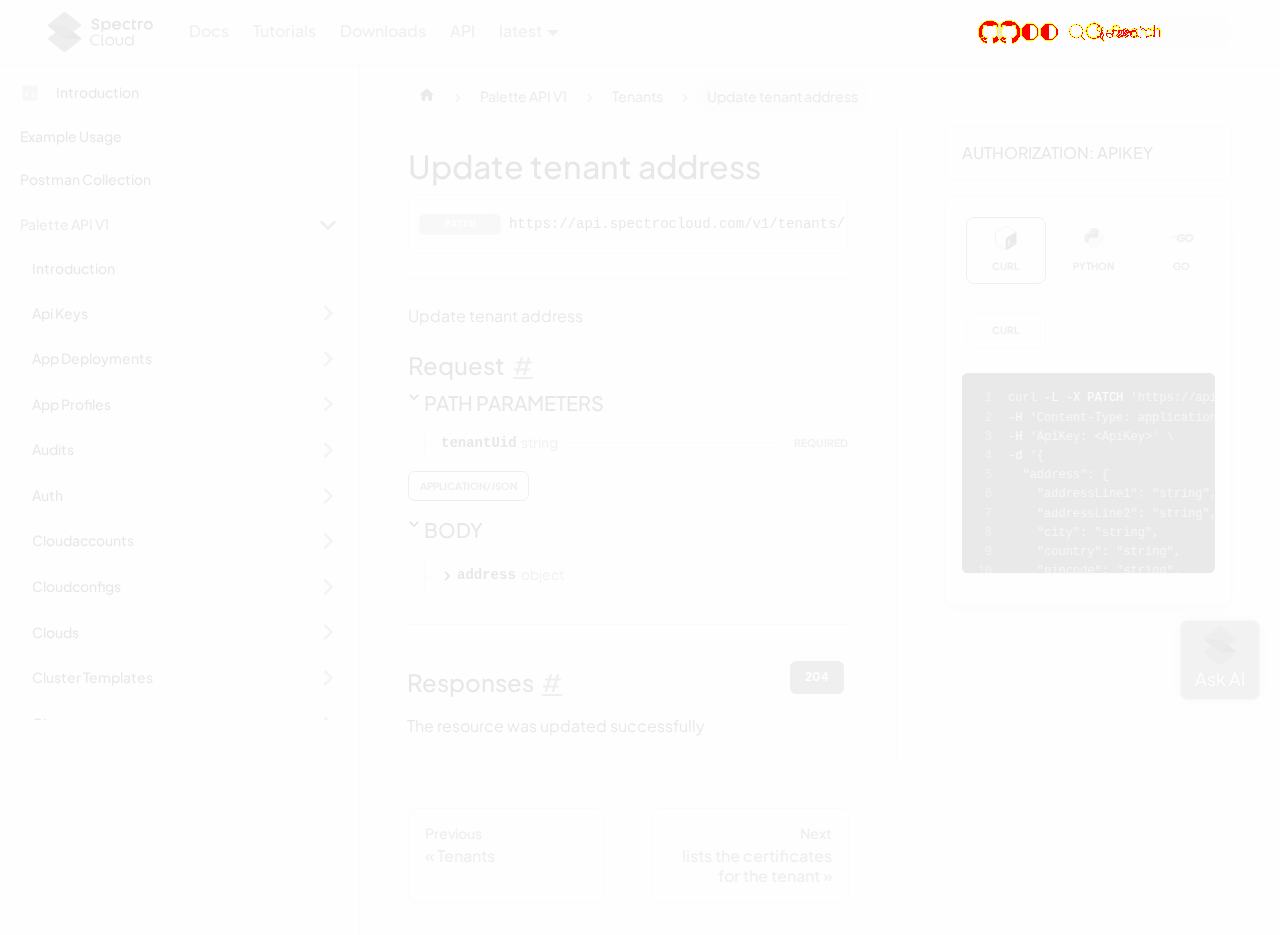 Spectro Cloud
Docs Tutorials Downloads API latest
Search
Introduction
Example Usage
Postman Collection
Palette API V1
Introduction
Api Keys
App Deployments
App Profiles
Audits
Auth
Cloudaccounts
Cloudconfigs
Clouds
Cluster Templates
Palette API V1 Tenants Update tenant address
Update tenant address
PATCH https://api.spectrocloud.com/v1/tenants/
Update tenant address
Request #
PATH PARAMETERS
tenantUid string REQUIRED
APPLICATION/JSON
BODY
address object
Responses #
204
The resource was updated successfully
Previous
« Tenants
Next
lists the certificates
for the tenant »
AUTHORIZATION: APIKEY
CURL PYTHON GO
CURL
1 curl -L -X PATCH 'https://api
2 -H 'Content-Type: application
3 -H 'ApiKey: <ApiKey>' \
4 -d '{
5 "address": {
6 "addressLine1": "string",
7 "addressLine2": "string",
8 "city": "string",
9 "country": "string",
10 "pincode": "string",
Ask AI